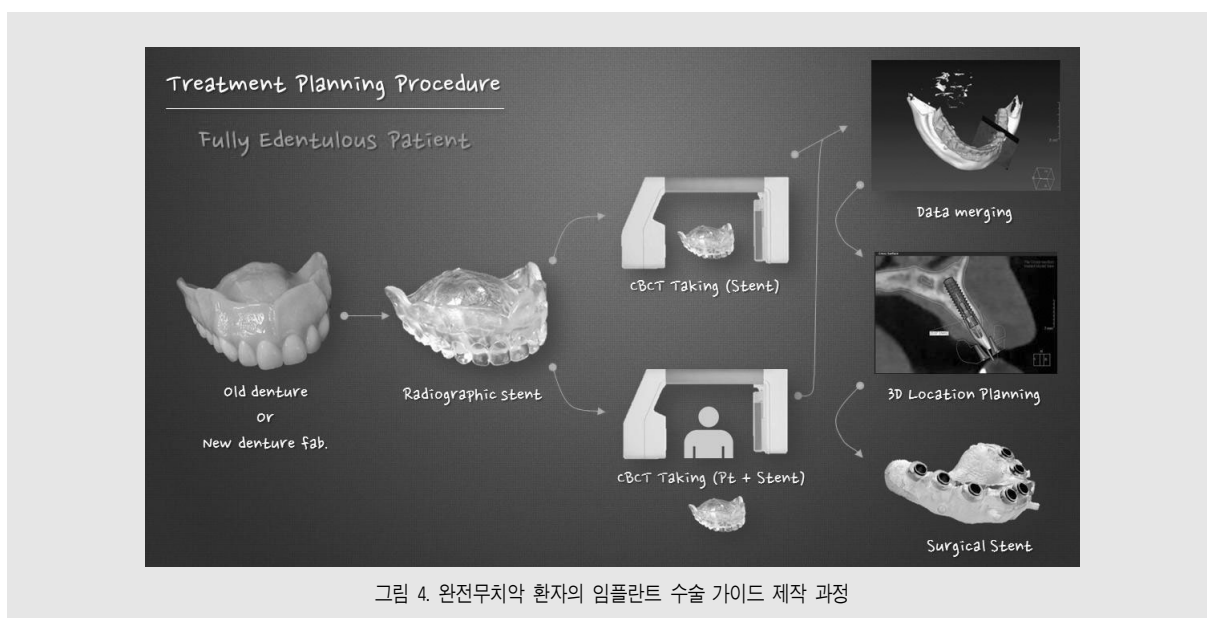 Treatment Planning Procedure
Fully Edentulous Patient
Old denture
or
New denture fab.
Radiographic stent
CBCT Taking (Stent)
CBCT Taking (Pt + Stent)
Data merging
3D Location Planning
Surgical Stent
그림 4. 완전무치악 환자의 임플란트 수술 가이드 제작 과정